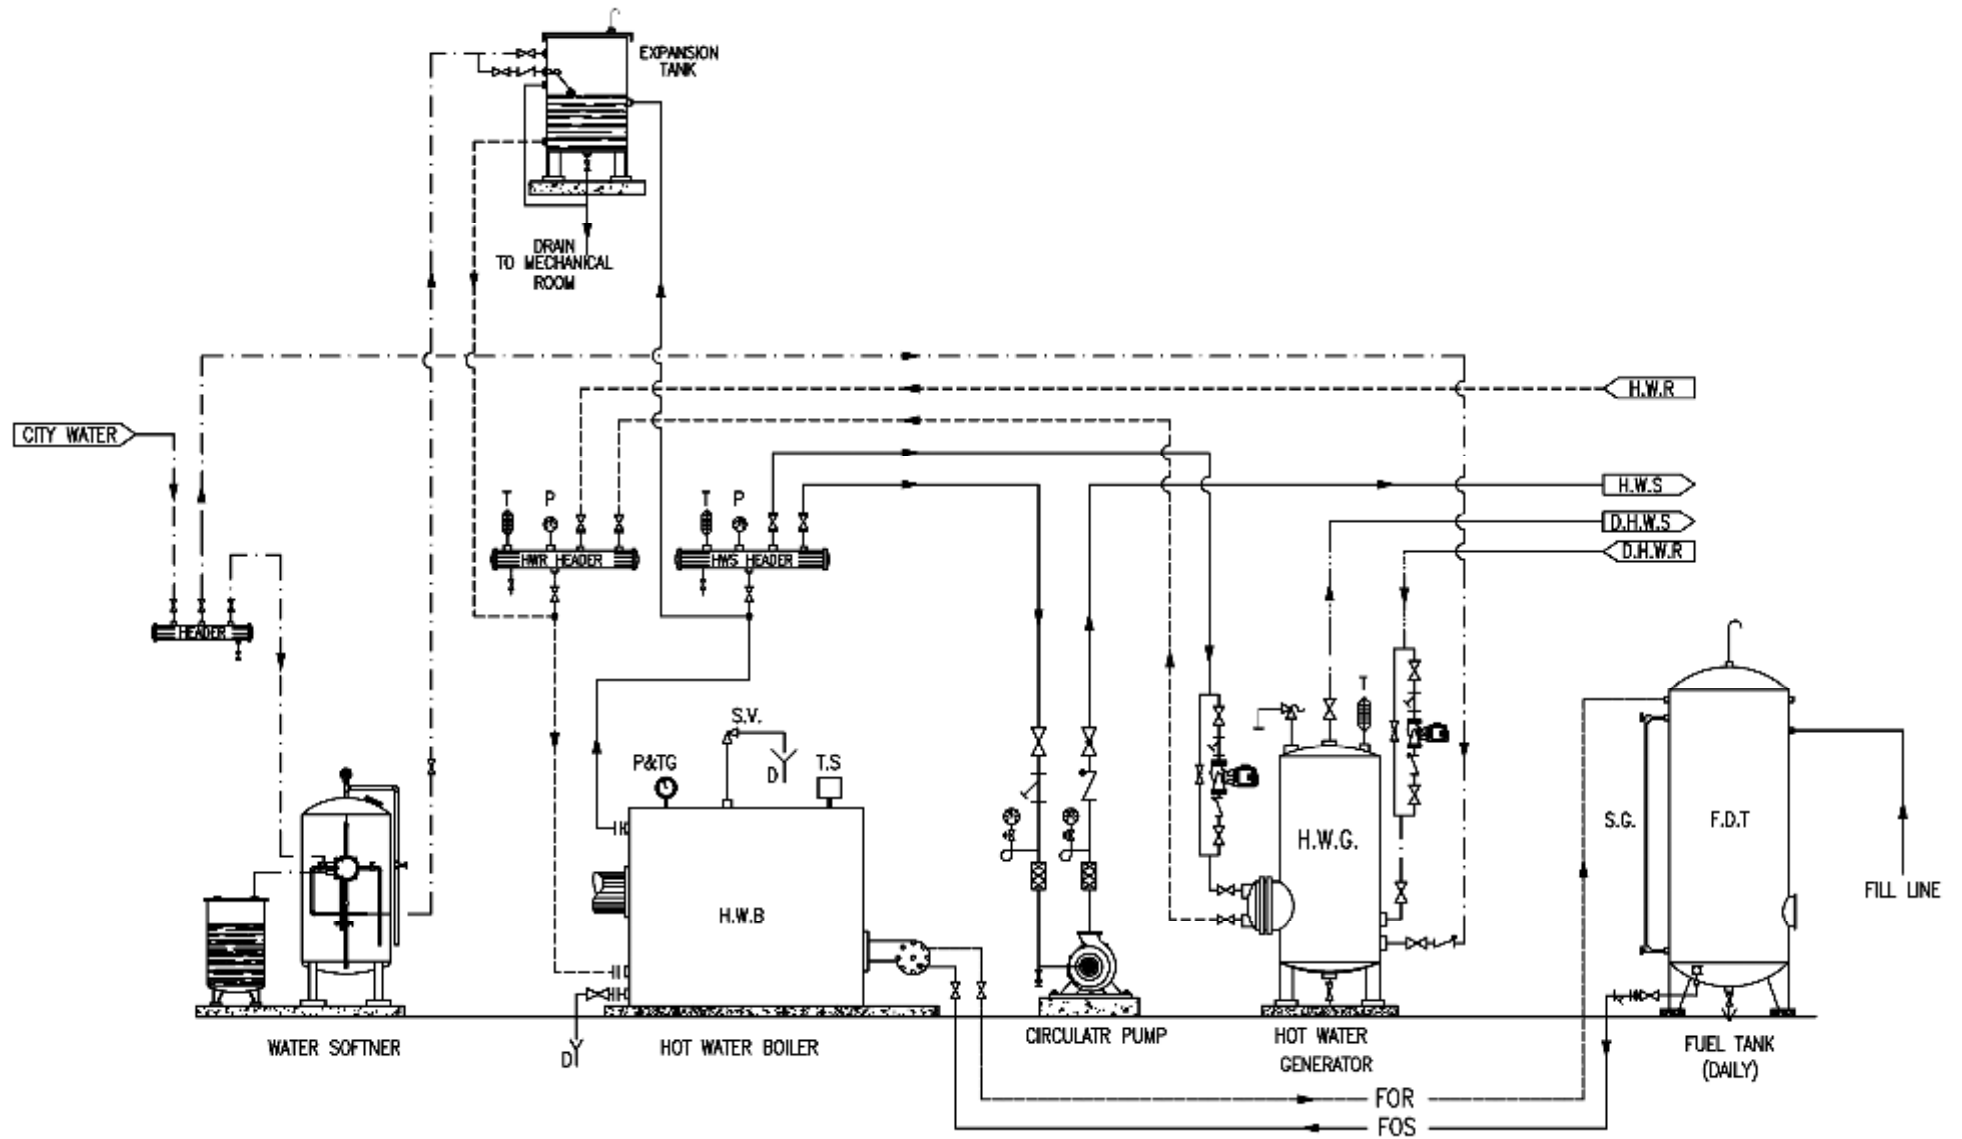 EXPANSION
TANK
DRAIN
TO MECHANICAL
ROOM
H.W.R
CITY WATER
H.W.S
D.H.W.S
D.H.W.R
T
P
T
P
HWR HEADER
HWS HEADER
HEADER
T
S.V.
P&TG
D
T.S
H.W.G.
S.G.
F.D.T
FILL LINE
H.W.B
WATER SOFTNER
D
HOT WATER BOILER
CIRCULATR PUMP
HOT WATER
GENERATOR
FUEL TANK
(DAILY)
FOR
FOS